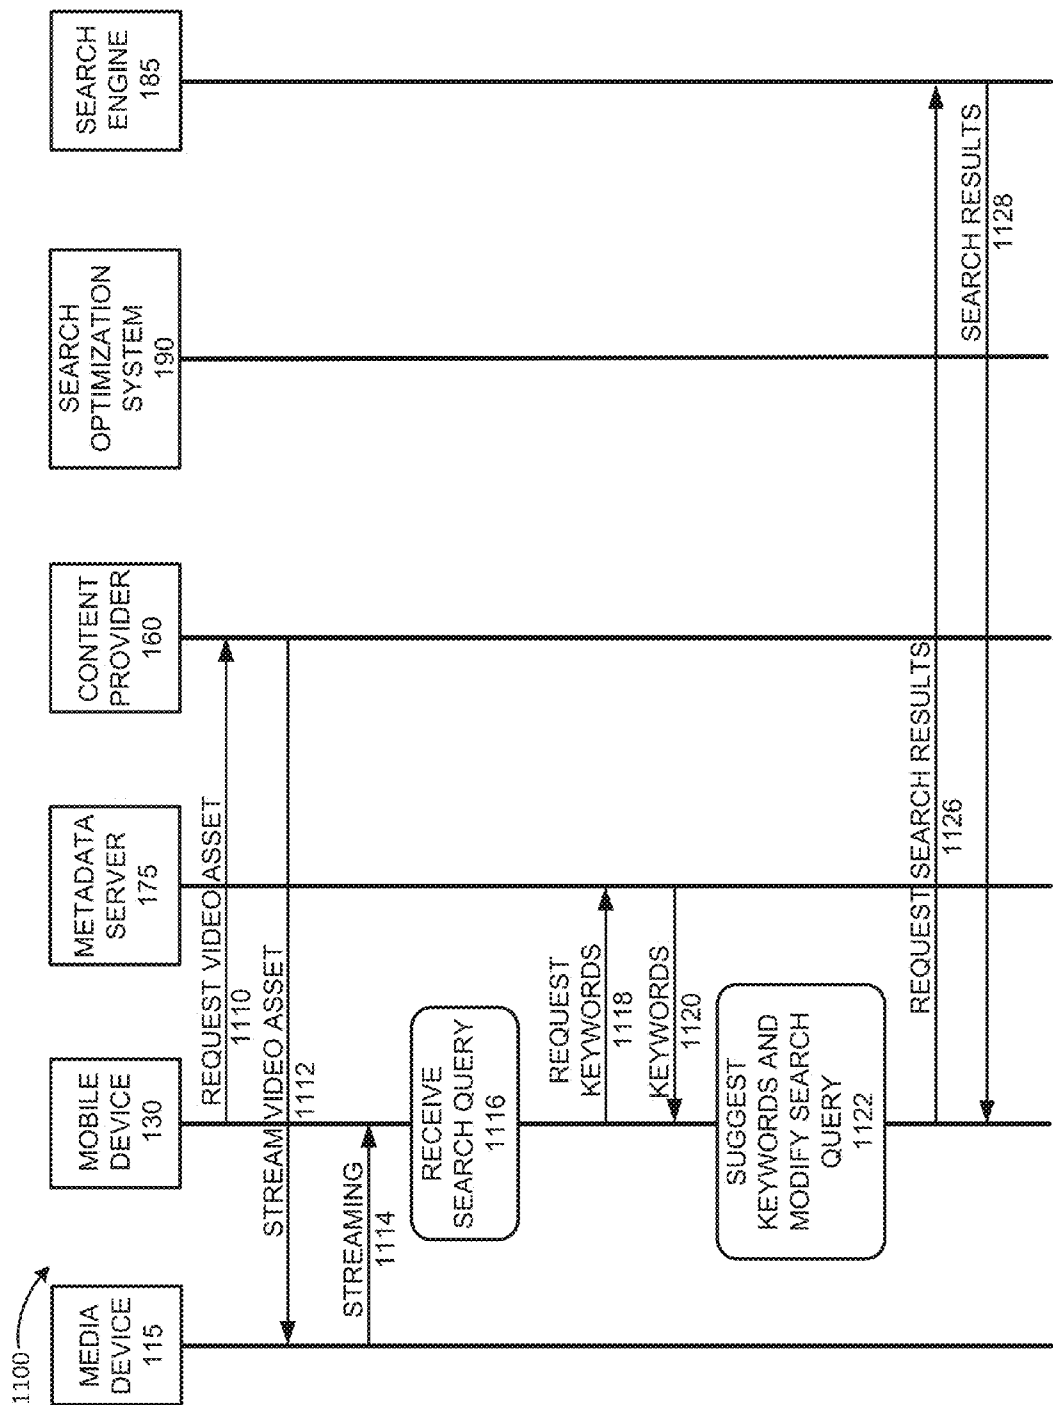 1100
MEDIA
DEVICE
115
MOBILE
DEVICE
130
METADATA
SERVER
175
CONTENT
PROVIDER
160
SEARCH
OPTIMIZATION
SYSTEM
190
SEARCH
ENGINE
185
REQUEST VIDEO ASSET
1110
STREAM VIDEO ASSET
1112
STREAMING
1114
RECEIVE
SEARCH QUERY
1116
REQUEST
KEYWORDS
1118
KEYWORDS
1120
SUGGEST
KEYWORDS AND
MODIFY SEARCH
QUERY
1122
REQUEST SEARCH RESULTS
1126
SEARCH RESULTS
1128